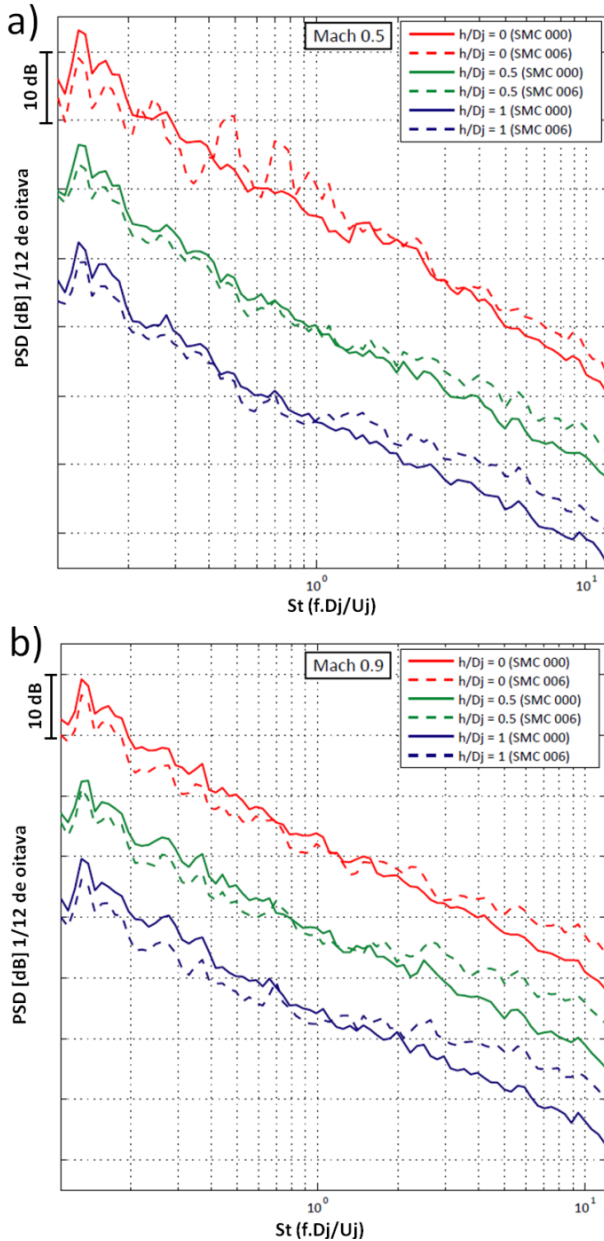 a)
Mach 0.5
h/Dj = 0 (SMC 000)
h/Dj = 0 (SMC 006)
h/Dj = 0.5 (SMC 000)
h/Dj = 0.5 (SMC 006)
h/Dj = 1 (SMC 000)
h/Dj = 1 (SMC 006)
10 dB
PSD [dB] 1/12 de oitava
10⁰
10¹
St (f.Dj/Uj)
b)
Mach 0.9
h/Dj = 0 (SMC 000)
h/Dj = 0 (SMC 006)
h/Dj = 0.5 (SMC 000)
h/Dj = 0.5 (SMC 006)
h/Dj = 1 (SMC 000)
h/Dj = 1 (SMC 006)
10 dB
PSD [dB] 1/12 de oitava
10⁰
10¹
St (f.Dj/Uj)